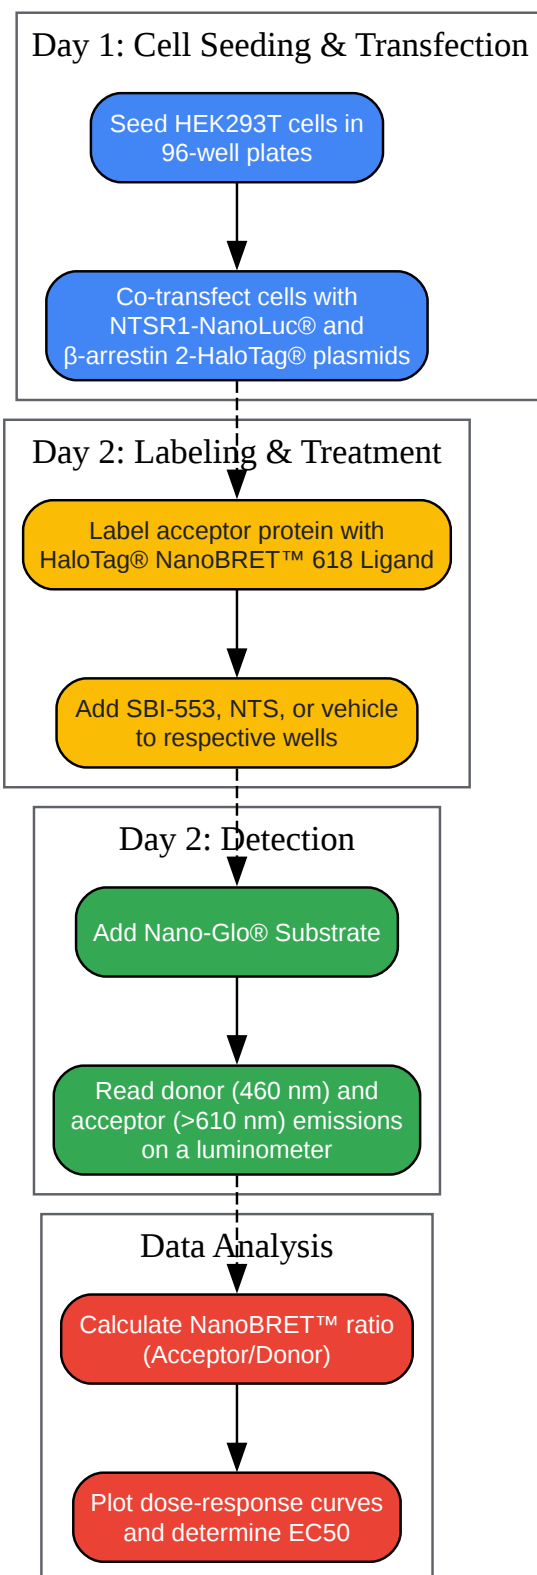 Day 1: Cell Seeding & Transfection
Seed HEK293T cells in
96-well plates
Co-transfect cells with
NTSR1-NanoLuc® and
β-arrestin 2-HaloTag® plasmids
Day 2: Labeling & Treatment
Label acceptor protein with
HaloTag® NanoBRET™ 618 Ligand
Add SBI-553, NTS, or vehicle
to respective wells
Day 2: Detection
Add Nano-Glo® Substrate
Read donor (460 nm) and
acceptor (>610 nm) emissions
on a luminometer
Data Analysis
Calculate NanoBRET™ ratio
(Acceptor/Donor)
Plot dose-response curves
and determine EC50